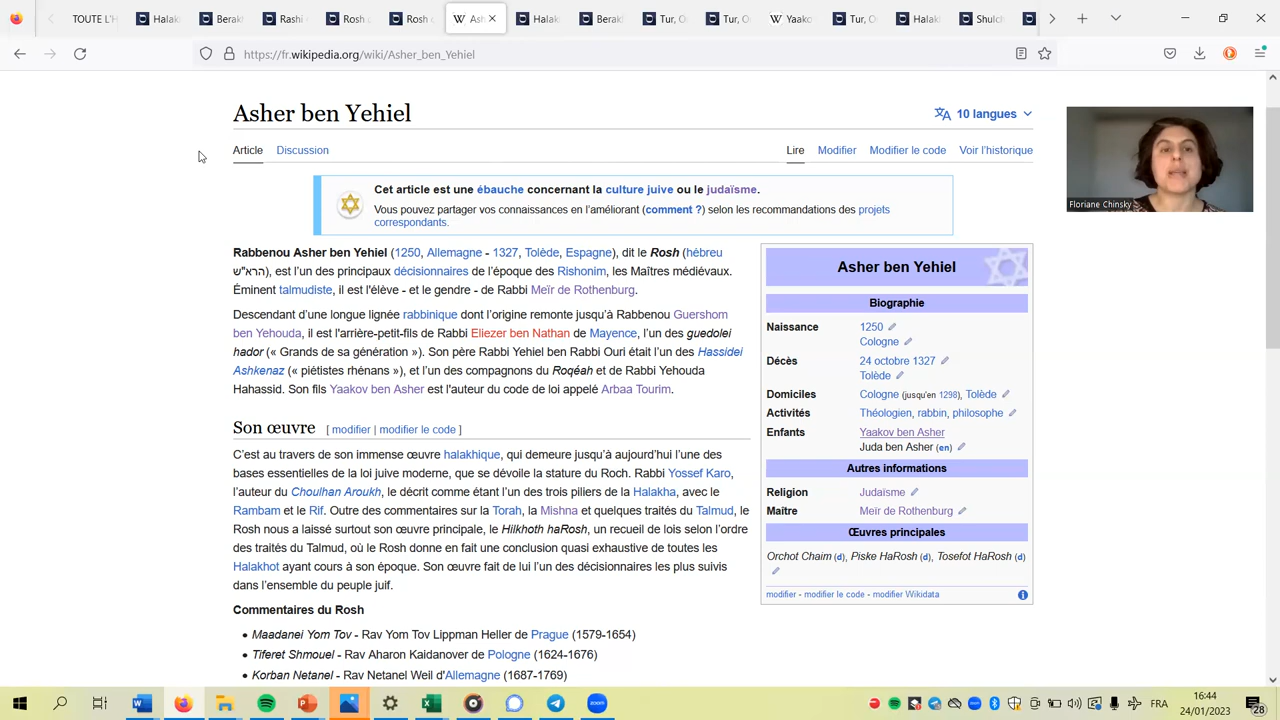 TOUTE L'H
Halak
Berak
Rashi
Rosh
Rosh
Ash
Halak
Berak
Tur, O
Tur, O
Yaako
Tur, O
Halak
Shulch
https://fr.wikipedia.org/wiki/Asher_ben_Yehiel
Asher ben Yehiel
10 langues
Article Discussion Lire Modifier Modifier le code Voir l'historique
Floriane Chinsky
Cet article est une ébauche concernant la culture juive ou le judaïsme.
Vous pouvez partager vos connaissances en l'améliorant (comment ?) selon les recommandations des projets
correspondants.
Rabbenou Asher ben Yehiel (1250, Allemagne - 1327, Tolède, Espagne), dit le Rosh (hébreu
הרא"ש), est l'un des principaux décisionnaires de l'époque des Rishonim, les Maîtres médiévaux.
Éminent talmudiste, il est l'élève - et le gendre - de Rabbi Meïr de Rothenburg.
Descendant d'une longue lignée rabbinique dont l'origine remonte jusqu'à Rabbenou Guershom
ben Yehouda, il est l'arrière-petit-fils de Rabbi Eliezer ben Nathan de Mayence, l'un des guedolei
hador (« Grands de sa génération »). Son père Rabbi Yehiel ben Rabbi Ouri était l'un des Hassidei
Ashkenaz (« piétistes rhénans »), et l'un des compagnons du Roqéah et de Rabbi Yehouda
Hahassid. Son fils Yaakov ben Asher est l'auteur du code de loi appelé Arbaa Tourim.
Son œuvre [ modifier | modifier le code ]
C'est au travers de son immense œuvre halakhique, qui demeure jusqu'à aujourd'hui l'une des
bases essentielles de la loi juive moderne, que se dévoile la stature du Roch. Rabbi Yossef Karo,
l'auteur du Choulhan Aroukh, le décrit comme étant l'un des trois piliers de la Halakha, avec le
Rambam et le Rif. Outre des commentaires sur la Torah, la Mishna et quelques traités du Talmud, le
Rosh nous a laissé surtout son œuvre principale, le Hilkhoth haRosh, un recueil de lois selon l'ordre
des traités du Talmud, où le Rosh donne en fait une conclusion quasi exhaustive de toutes les
Halakhot ayant cours à son époque. Son œuvre fait de lui l'un des décisionnaires les plus suivis
dans l'ensemble du peuple juif.
Commentaires du Rosh
• Maadanei Yom Tov - Rav Yom Tov Lippman Heller de Prague (1579-1654)
• Tiferet Shmouel - Rav Aharon Kaidanover de Pologne (1624-1676)
• Korban Netanel - Rav Netanel Weil d'Allemagne (1687-1769)
Asher ben Yehiel
Biographie
Naissance 1250
Cologne
Décès 24 octobre 1327
Tolède
Domiciles Cologne (jusqu'en 1298), Tolède
Activités Théologien, rabbin, philosophe
Enfants Yaakov ben Asher
Juda ben Asher (en)
Autres informations
Religion Judaïsme
Maître Meïr de Rothenburg
Œuvres principales
Orchot Chaim (d), Piske HaRosh (d), Tosefot HaRosh (d)
modifier - modifier le code - modifier Wikidata
FRA
16:44
24/01/2023
28
zoom